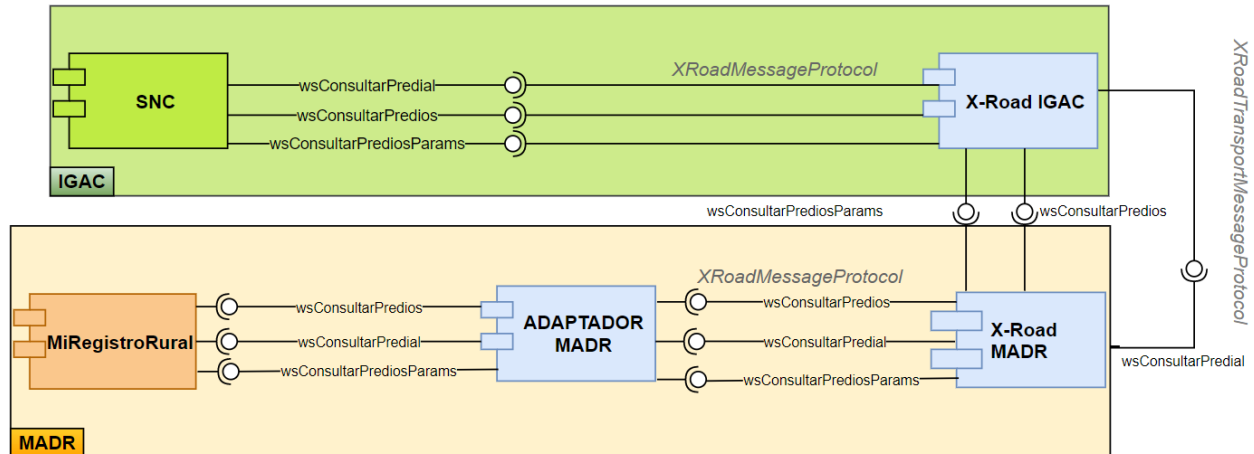 XRoadMessageProtocol
wsConsultarPredial
SNC
wsConsultarPredios
X-Road IGAC
wsConsultarPrediosParams
IGAC
XRoadTransportMessageProtocol
wsConsultarPrediosParams
wsConsultarPredios
XRoadMessageProtocol
wsConsultarPredios
wsConsultarPredios
MiRegistroRural
wsConsultarPredial
ADAPTADOR
MADR
wsConsultarPredial
X-Road
MADR
wsConsultarPredial
wsConsultarPrediosParams
wsConsultarPrediosParams
MADR